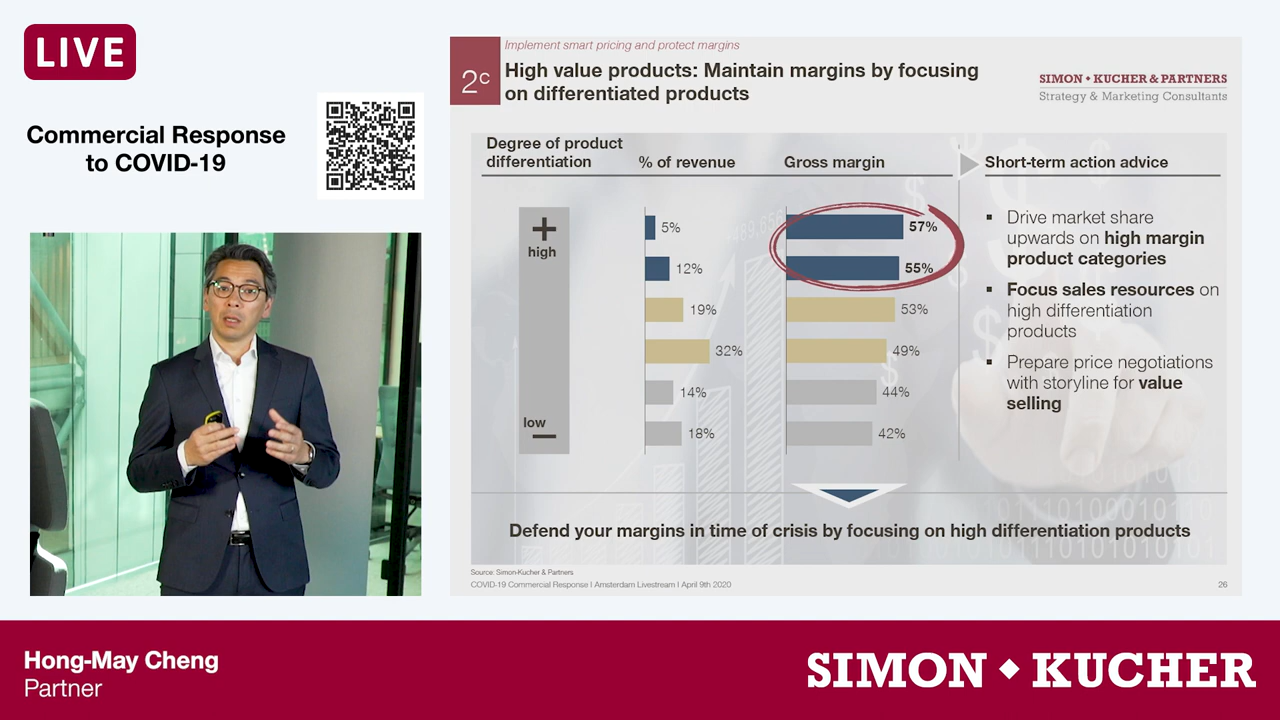 LIVE
Commercial Response
to COVID-19
Implement smart pricing and protect margins
2c
High value products: Maintain margins by focusing
on differentiated products
SIMON • KUCHER & PARTNERS
Strategy & Marketing Consultants
Degree of product
differentiation
% of revenue
Gross margin
Short-term action advice
+
high
low
–
5%
12%
19%
32%
14%
18%
57%
55%
53%
49%
44%
42%
▪ Drive market share
upwards on high margin
product categories
▪ Focus sales resources on
high differentiation
products
▪ Prepare price negotiations
with storyline for value
selling
Defend your margins in time of crisis by focusing on high differentiation products
Source: Simon-Kucher & Partners
COVID-19 Commercial Response I Amsterdam Livestream I April 9th 2020
26
Hong-May Cheng
Partner
SIMON ◆ KUCHER